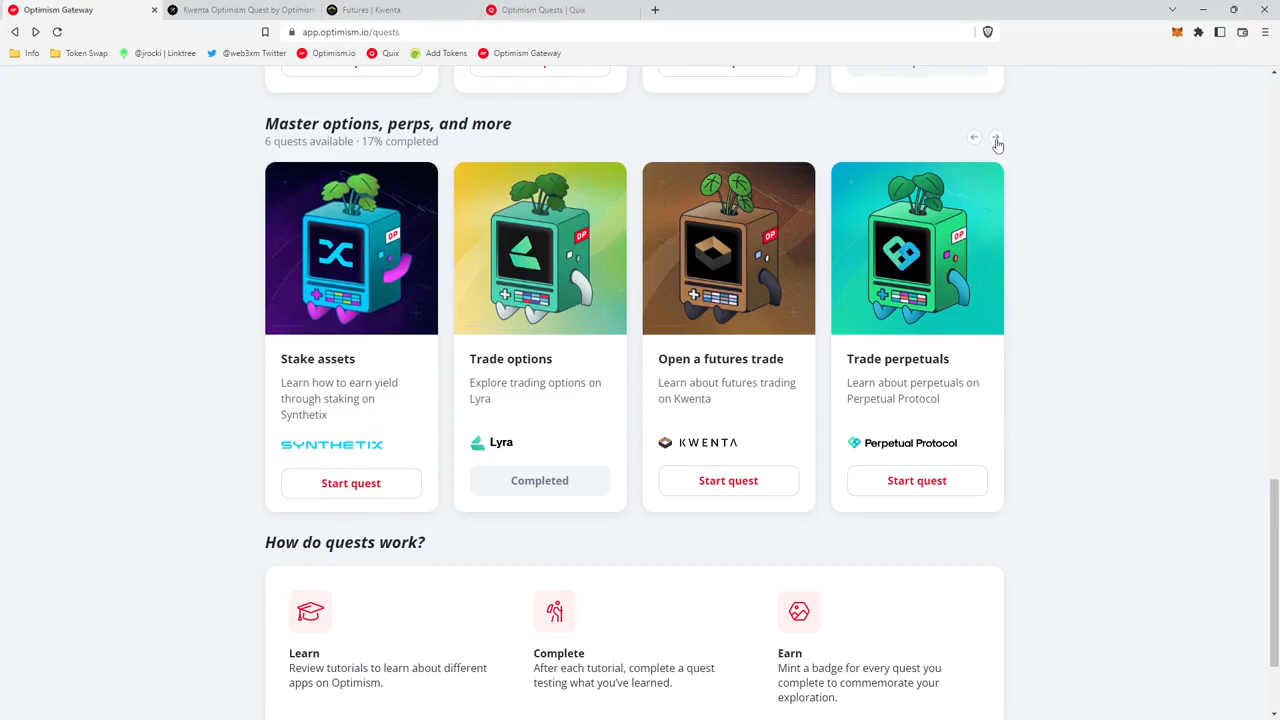 Optimism Gateway
Kwenta Optimism Quest by Optimism
Futures | Kwenta
Optimism Quests | Quix
app.optimism.io/quests
Info
Token Swap
@jrocki | Linktree
@web3xm Twitter
Optimism.io
Quix
Add Tokens
Optimism Gateway
Master options, perps, and more
6 quests available · 17% completed
OP
OP
OP
OP
Stake assets
Learn how to earn yield
through staking on
Synthetix
SYNTHETIX
Start quest
Trade options
Explore trading options on
Lyra
Lyra
Completed
Open a futures trade
Learn about futures trading
on Kwenta
KWENTA
Start quest
Trade perpetuals
Learn about perpetuals on
Perpetual Protocol
Perpetual Protocol
Start quest
How do quests work?
Learn
Review tutorials to learn about different
apps on Optimism.
Complete
After each tutorial, complete a quest
testing what you've learned.
Earn
Mint a badge for every quest you
complete to commemorate your
exploration.